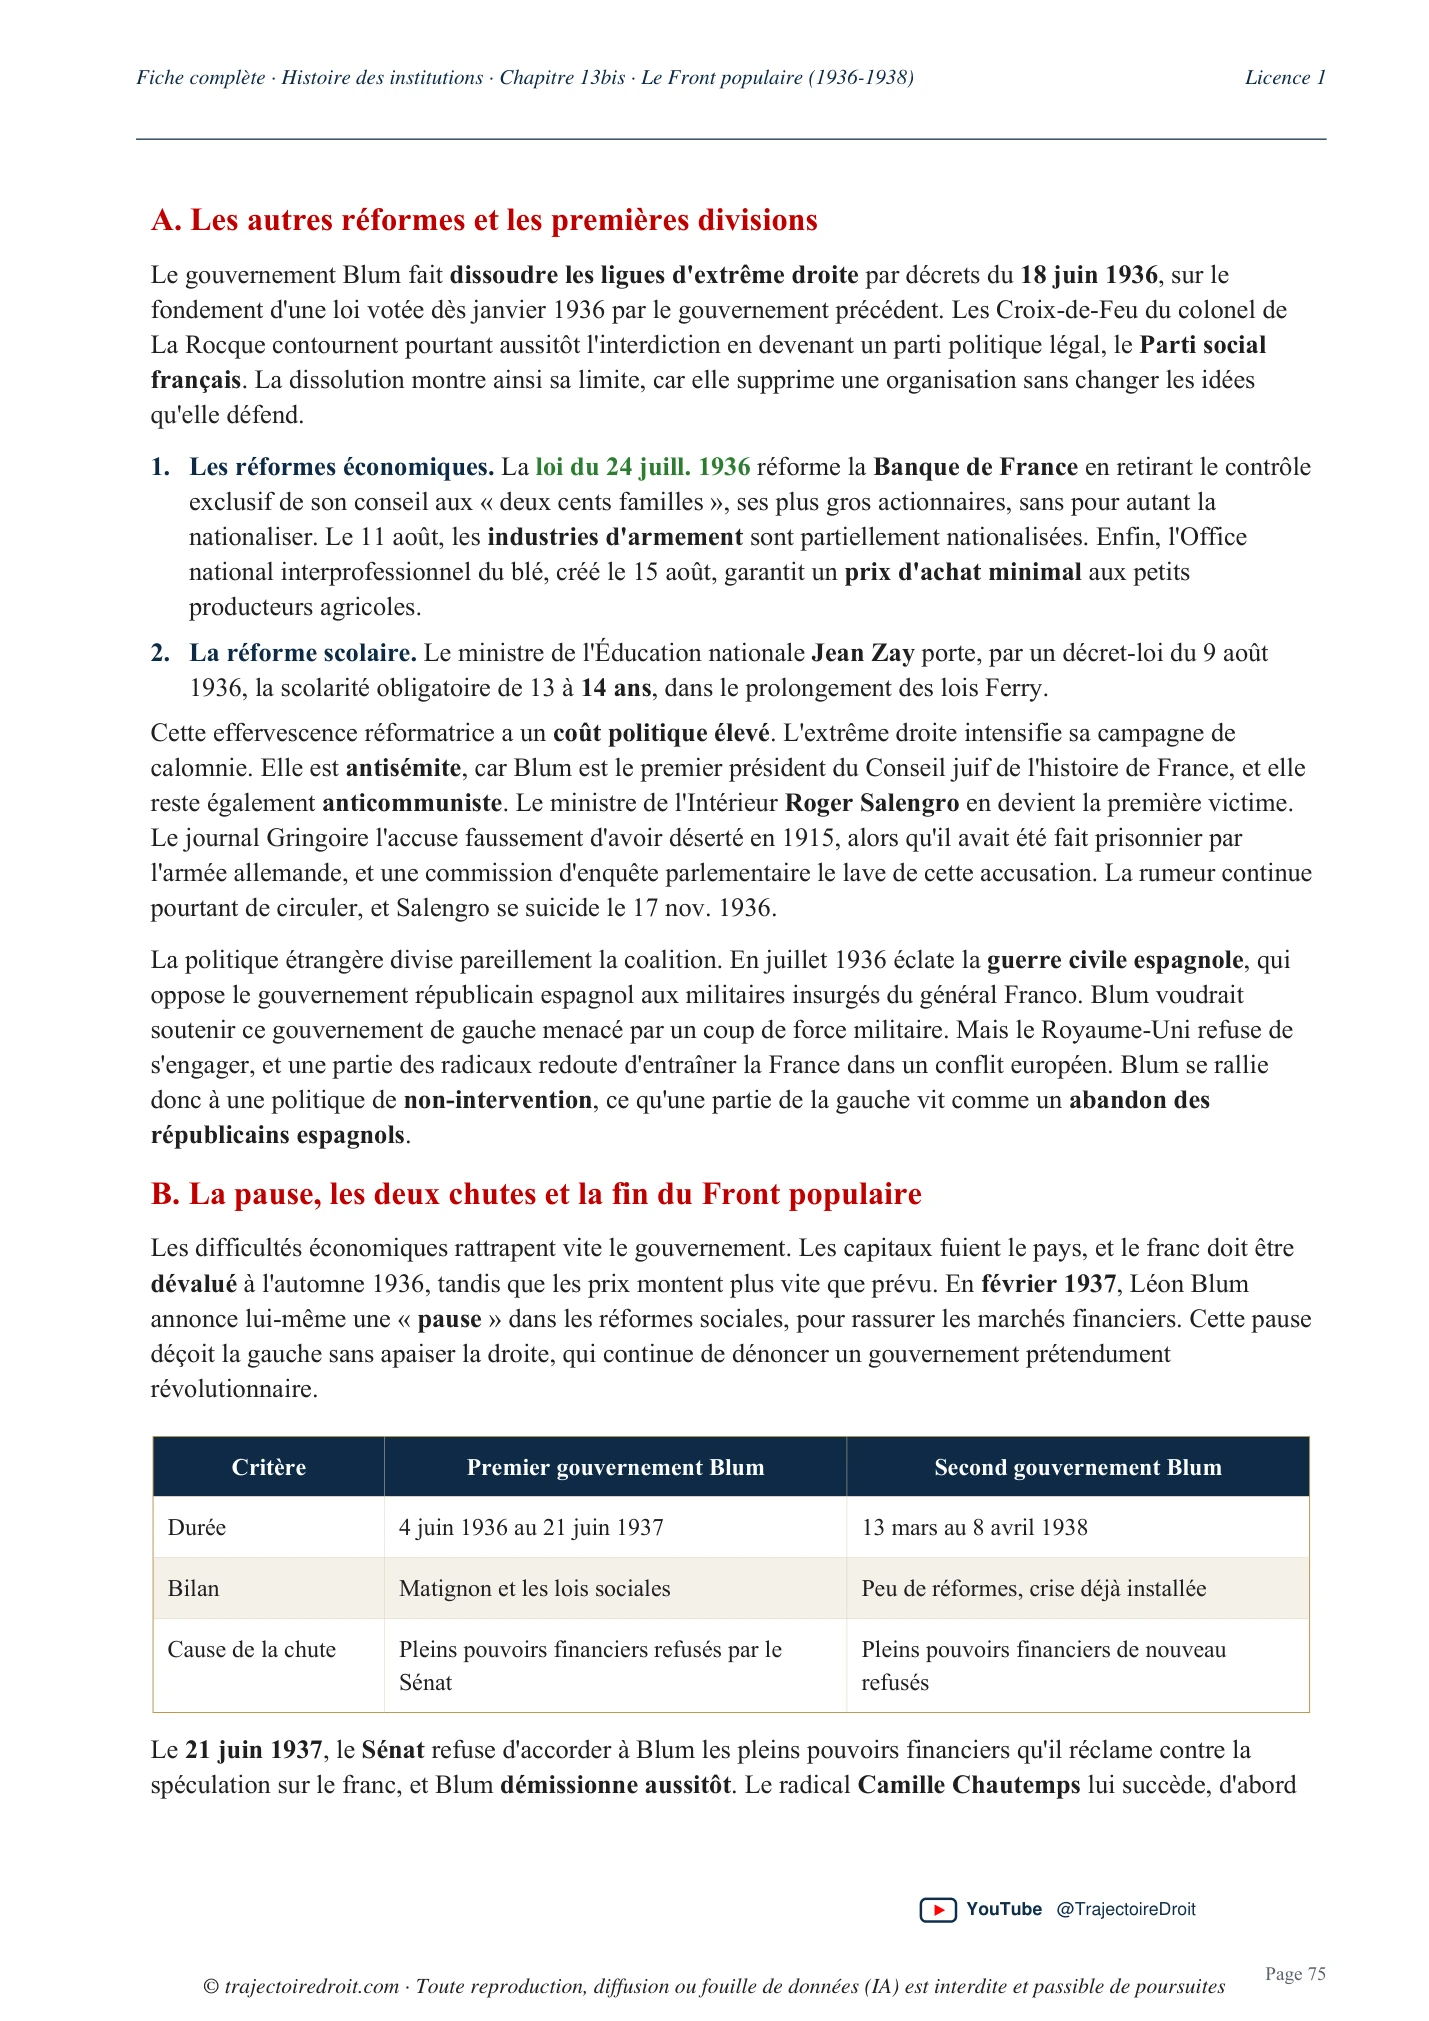 Fiche complète · Histoire des institutions · Chapitre 13bis · Le Front populaire (1936-1938) Licence 1
A. Les autres réformes et les premières divisions
Le gouvernement Blum fait dissoudre les ligues d'extrême droite par décrets du 18 juin 1936, sur le
fondement d'une loi votée dès janvier 1936 par le gouvernement précédent. Les Croix-de-Feu du colonel de
La Rocque contournent pourtant aussitôt l'interdiction en devenant un parti politique légal, le Parti social
français. La dissolution montre ainsi sa limite, car elle supprime une organisation sans changer les idées
qu'elle défend.
1. Les réformes économiques. La loi du 24 juill. 1936 réforme la Banque de France en retirant le contrôle
exclusif de son conseil aux « deux cents familles », ses plus gros actionnaires, sans pour autant la
nationaliser. Le 11 août, les industries d'armement sont partiellement nationalisées. Enfin, l'Office
national interprofessionnel du blé, créé le 15 août, garantit un prix d'achat minimal aux petits
producteurs agricoles.
2. La réforme scolaire. Le ministre de l'Éducation nationale Jean Zay porte, par un décret-loi du 9 août
1936, la scolarité obligatoire de 13 à 14 ans, dans le prolongement des lois Ferry.
Cette effervescence réformatrice a un coût politique élevé. L'extrême droite intensifie sa campagne de
calomnie. Elle est antisémite, car Blum est le premier président du Conseil juif de l'histoire de France, et elle
reste également anticommuniste. Le ministre de l'Intérieur Roger Salengro en devient la première victime.
Le journal Gringoire l'accuse faussement d'avoir déserté en 1915, alors qu'il avait été fait prisonnier par
l'armée allemande, et une commission d'enquête parlementaire le lave de cette accusation. La rumeur continue
pourtant de circuler, et Salengro se suicide le 17 nov. 1936.
La politique étrangère divise pareillement la coalition. En juillet 1936 éclate la guerre civile espagnole, qui
oppose le gouvernement républicain espagnol aux militaires insurgés du général Franco. Blum voudrait
soutenir ce gouvernement de gauche menacé par un coup de force militaire. Mais le Royaume-Uni refuse de
s'engager, et une partie des radicaux redoute d'entraîner la France dans un conflit européen. Blum se rallie
donc à une politique de non-intervention, ce qu'une partie de la gauche vit comme un abandon des
républicains espagnols.
B. La pause, les deux chutes et la fin du Front populaire
Les difficultés économiques rattrapent vite le gouvernement. Les capitaux fuient le pays, et le franc doit être
dévalué à l'automne 1936, tandis que les prix montent plus vite que prévu. En février 1937, Léon Blum
annonce lui-même une « pause » dans les réformes sociales, pour rassurer les marchés financiers. Cette pause
déçoit la gauche sans apaiser la droite, qui continue de dénoncer un gouvernement prétendument
révolutionnaire.
Critère Premier gouvernement Blum Second gouvernement Blum
Durée 4 juin 1936 au 21 juin 1937 13 mars au 8 avril 1938
Bilan Matignon et les lois sociales Peu de réformes, crise déjà installée
Cause de la chute Pleins pouvoirs financiers refusés par le Pleins pouvoirs financiers de nouveau
Sénat refusés
Le 21 juin 1937, le Sénat refuse d'accorder à Blum les pleins pouvoirs financiers qu'il réclame contre la
spéculation sur le franc, et Blum démissionne aussitôt. Le radical Camille Chautemps lui succède, d'abord
YouTube @TrajectoireDroit
© trajectoiredroit.com · Toute reproduction, diffusion ou fouille de données (IA) est interdite et passible de poursuites Page 75